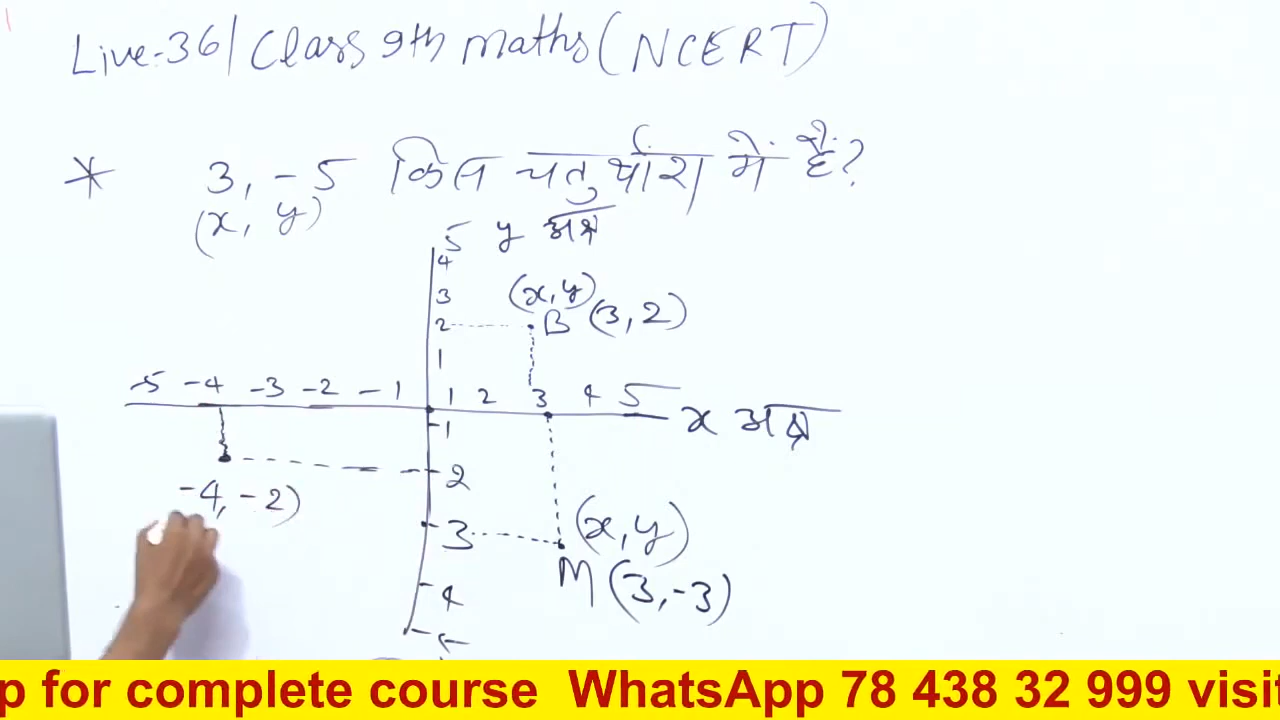 Live-36/Class 9th maths (NCERT)
* 3, -5 किस चतुर्थांश में है?
(x, y)
5 y अक्ष
4
3
(x, y)
2 B (3, 2)
1
-5 -4 -3 -2 -1 1 2 3 4 5
x अक्ष
-1
-2
-4, -2)
-3 (x, y)
M (3, -3)
4
p for complete course WhatsApp 78 438 32 999 visit